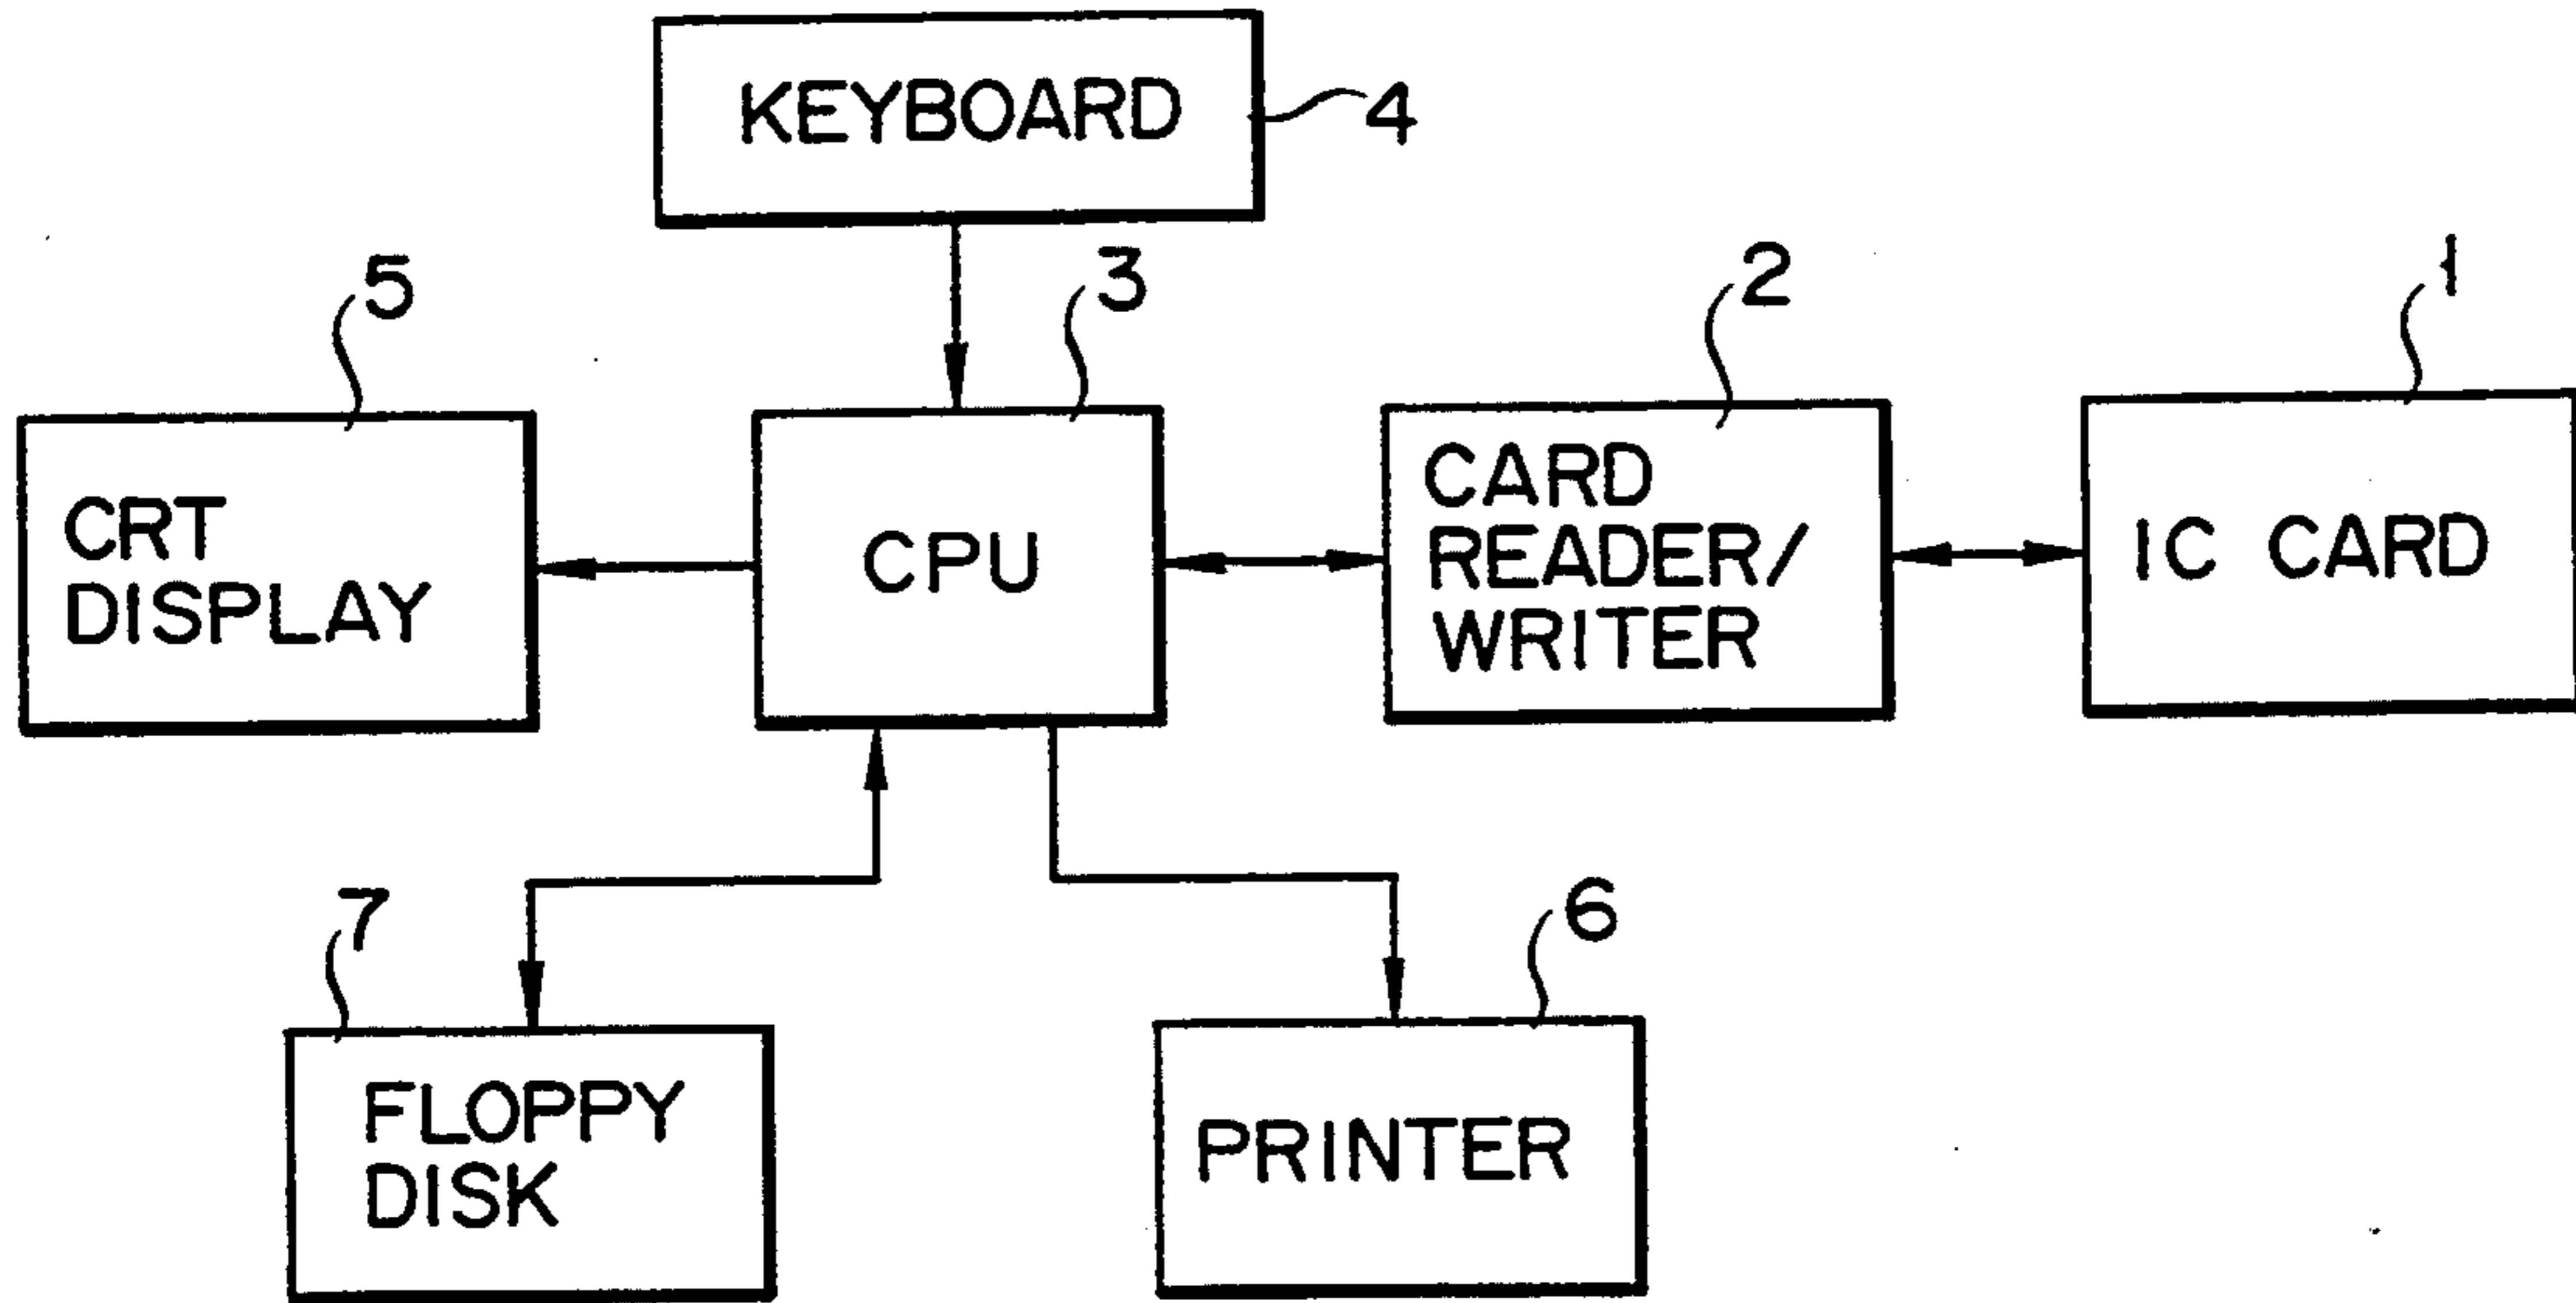 KEYBOARD
4
5
3
2
1
CRT
DISPLAY
CPU
CARD
READER/
WRITER
IC CARD
7
6
FLOPPY
DISK
PRINTER